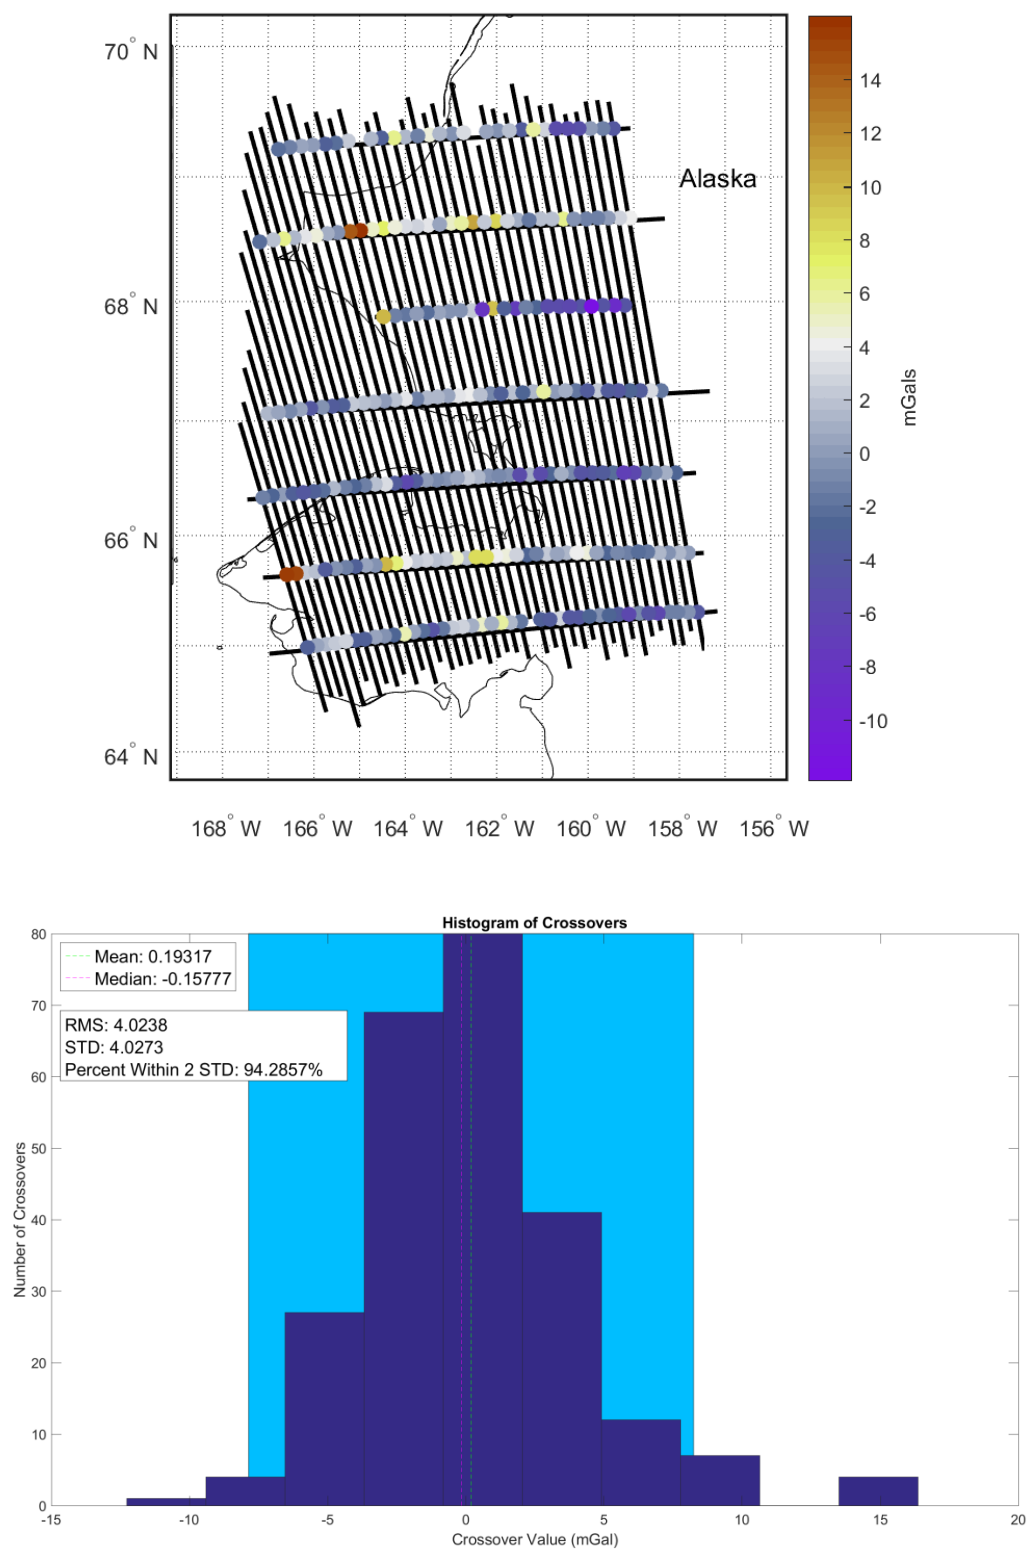 70° N
68° N
66° N
64° N
Alaska
168° W 166° W 164° W 162° W 160° W 158° W 156° W
14
12
10
8
6
4
2
0
-2
-4
-6
-8
-10
mGals
Histogram of Crossovers
Mean: 0.19317
Median: -0.15777
RMS: 4.0238
STD: 4.0273
Percent Within 2 STD: 94.2857%
Number of Crossovers
80
70
60
50
40
30
20
10
0
-15 -10 -5 0 5 10 15 20
Crossover Value (mGal)